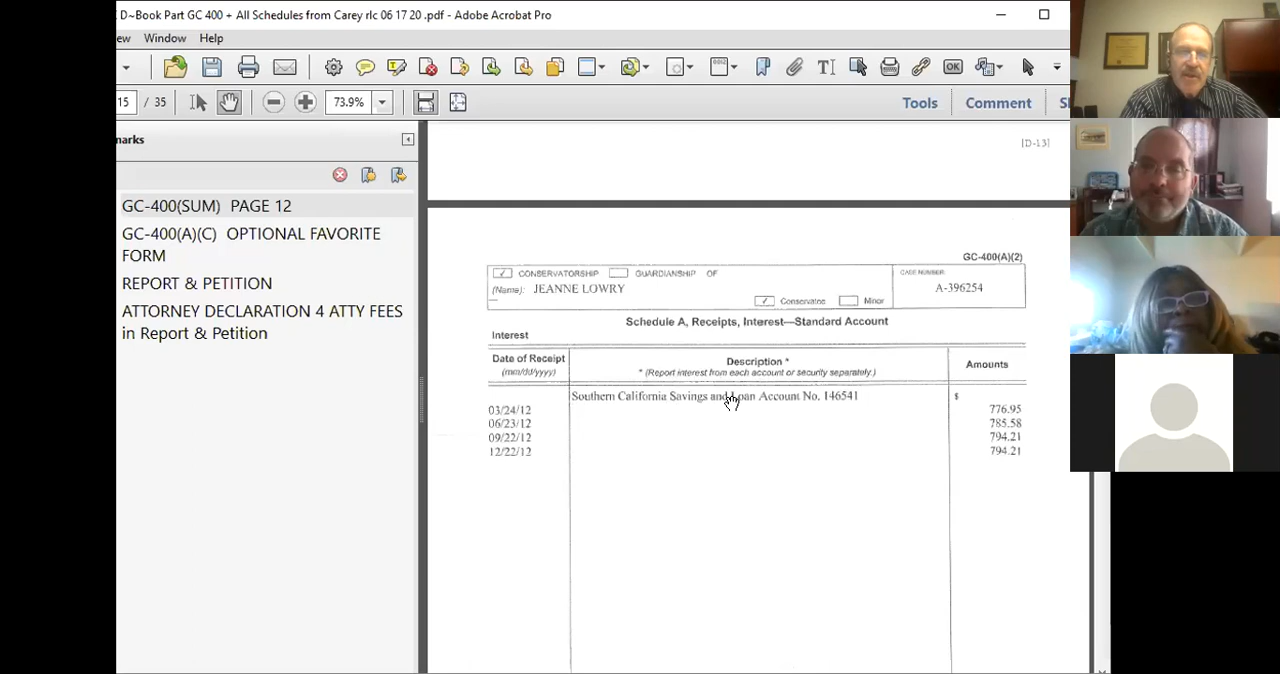 D~Book Part GC 400 + All Schedules from Carey rlc 06 17 20 .pdf - Adobe Acrobat Pro
ew Window Help
OK
15 / 35
73.9%
Tools
Comment
marks
GC-400(SUM) PAGE 12
GC-400(A)(C) OPTIONAL FAVORITE
FORM
REPORT & PETITION
ATTORNEY DECLARATION 4 ATTY FEES
in Report & Petition
[D-13]
GC-400(A)(2)
CONSERVATORSHIP GUARDIANSHIP OF
(Name): JEANNE LOWRY
Conservatee Minor
CASE NUMBER:
A-396254
Schedule A, Receipts, Interest—Standard Account
Interest
Date of Receipt
(mm/dd/yyyy)
Description *
* (Report interest from each account or security separately.)
Amounts
Southern California Savings and Loan Account No. 146541 $
03/24/12 776.95
06/23/12 785.58
09/22/12 794.21
12/22/12 794.21